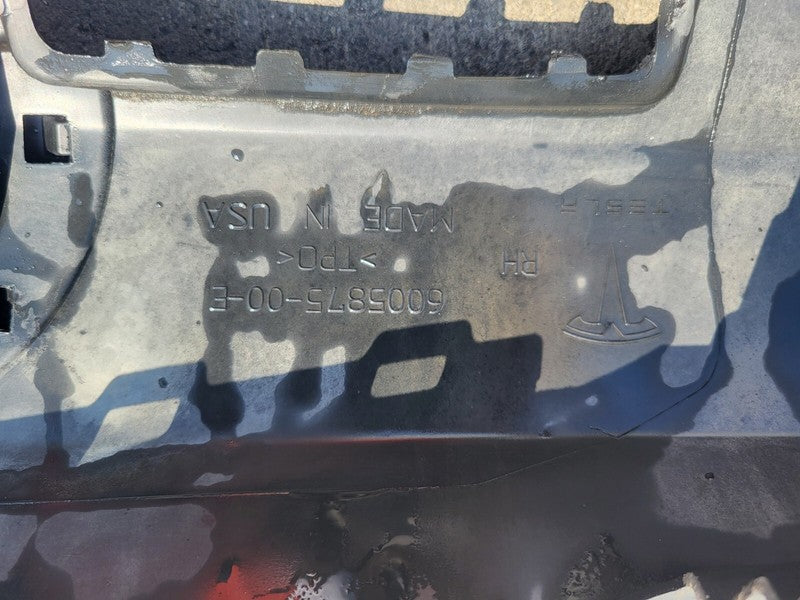 6005875-00-E
RH
>TPO<
MADE IN USA
TESLA